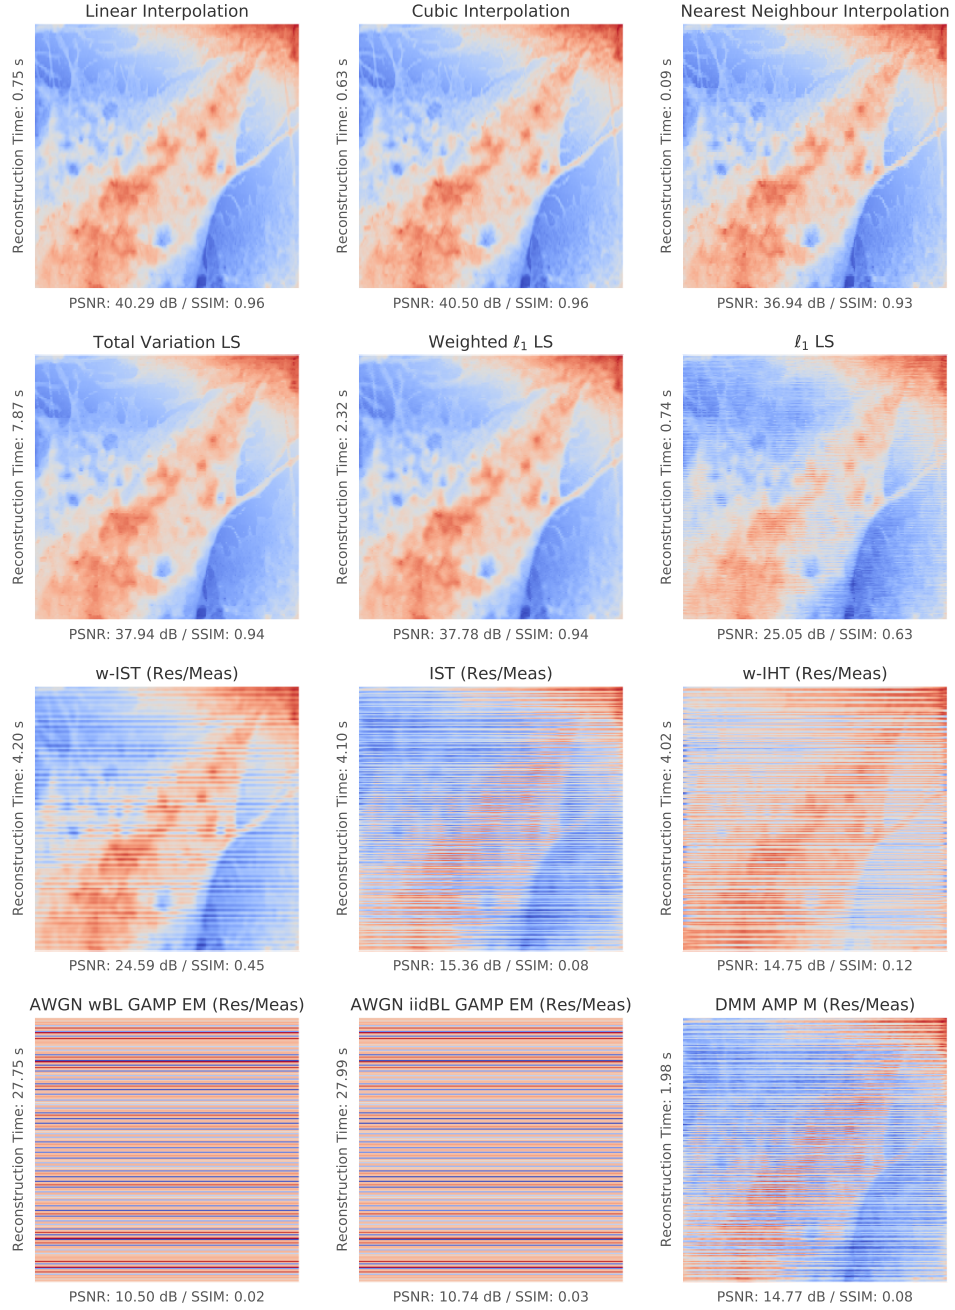 Linear Interpolation
Cubic Interpolation
Nearest Neighbour Interpolation
Reconstruction Time: 0.75 s
Reconstruction Time: 0.63 s
Reconstruction Time: 0.09 s
PSNR: 40.29 dB / SSIM: 0.96
PSNR: 40.50 dB / SSIM: 0.96
PSNR: 36.94 dB / SSIM: 0.93
Total Variation LS
Weighted ℓ₁ LS
ℓ₁ LS
Reconstruction Time: 7.87 s
Reconstruction Time: 2.32 s
Reconstruction Time: 0.74 s
PSNR: 37.94 dB / SSIM: 0.94
PSNR: 37.78 dB / SSIM: 0.94
PSNR: 25.05 dB / SSIM: 0.63
w-IST (Res/Meas)
IST (Res/Meas)
w-IHT (Res/Meas)
Reconstruction Time: 4.20 s
Reconstruction Time: 4.10 s
Reconstruction Time: 4.02 s
PSNR: 24.59 dB / SSIM: 0.45
PSNR: 15.36 dB / SSIM: 0.08
PSNR: 14.75 dB / SSIM: 0.12
AWGN wBL GAMP EM (Res/Meas)
AWGN iidBL GAMP EM (Res/Meas)
DMM AMP M (Res/Meas)
Reconstruction Time: 27.75 s
Reconstruction Time: 27.99 s
Reconstruction Time: 1.98 s
PSNR: 10.50 dB / SSIM: 0.02
PSNR: 10.74 dB / SSIM: 0.03
PSNR: 14.77 dB / SSIM: 0.08